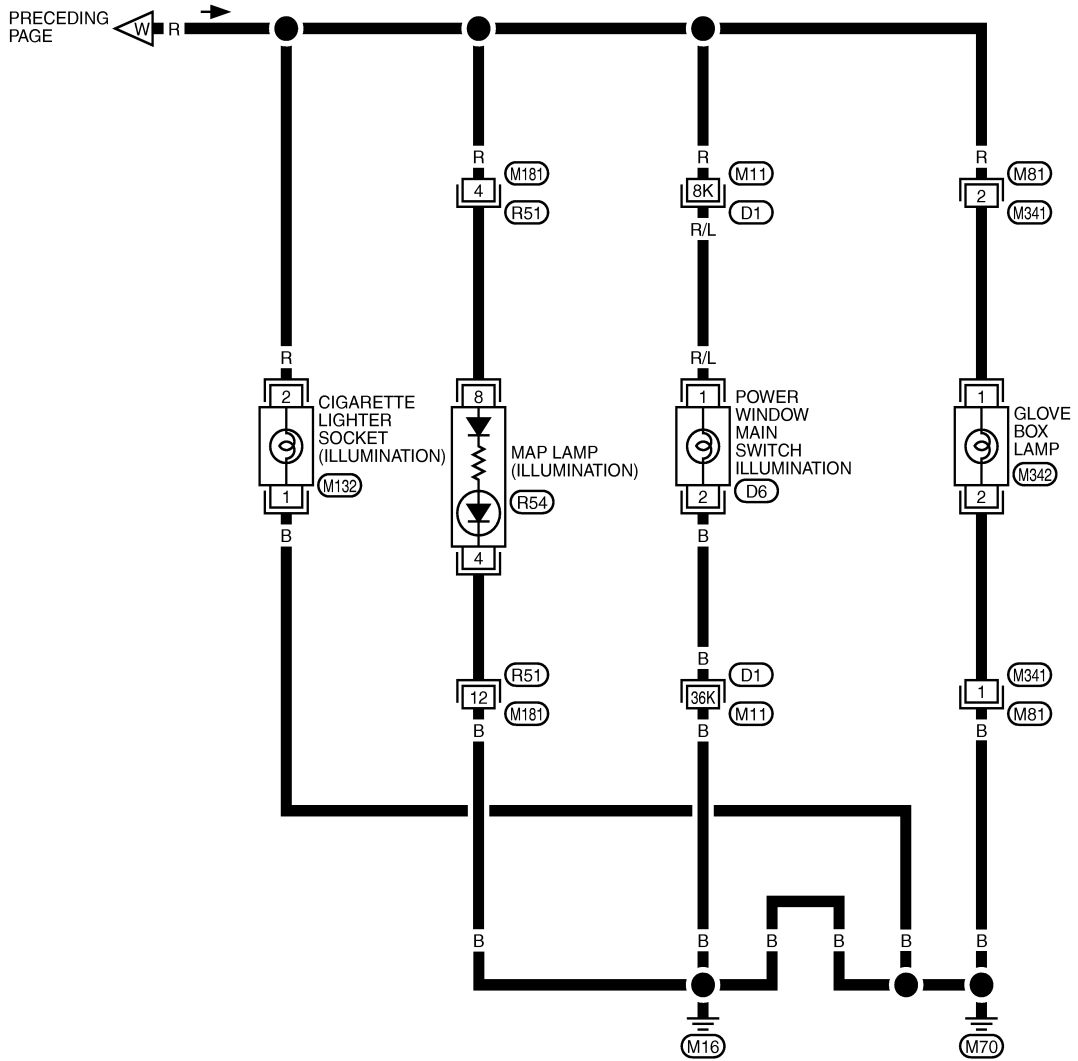 PRECEDING
PAGE
W
R
R
R
R
4
M181
R51
8K
M11
D1
R/L
2
M81
M341
R
R/L
2
CIGARETTE
LIGHTER
SOCKET
(ILLUMINATION)
M132
1
B
8
MAP LAMP
(ILLUMINATION)
R54
4
1
POWER
WINDOW
MAIN
SWITCH
ILLUMINATION
D6
2
B
1
GLOVE
BOX
LAMP
M342
2
B
12
R51
M181
B
36K
D1
M11
B
1
M341
M81
B
B
B
B
B
B
B
M16
M70